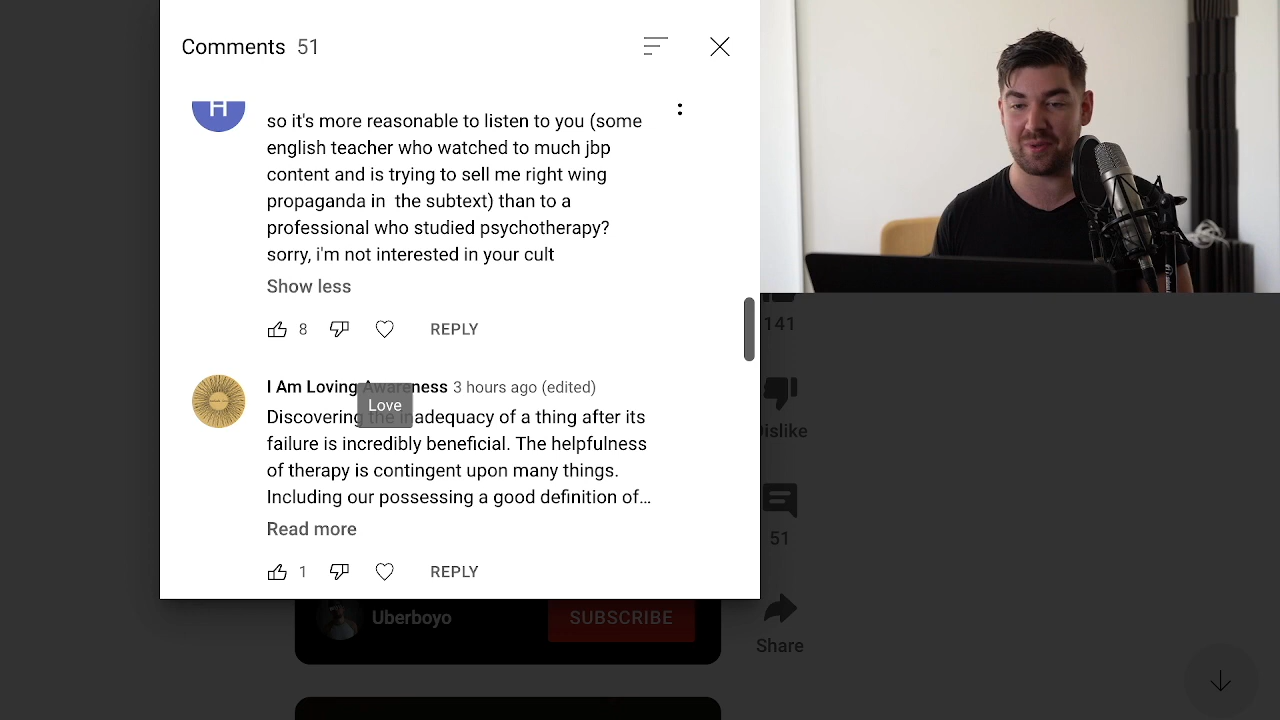 Comments 51
H
so it's more reasonable to listen to you (some
english teacher who watched to much jbp
content and is trying to sell me right wing
propaganda in the subtext) than to a
professional who studied psychotherapy?
sorry, i'm not interested in your cult
Show less
8 REPLY
I Am Loving Awareness 3 hours ago (edited)
Love
Discovering the inadequacy of a thing after its
failure is incredibly beneficial. The helpfulness
of therapy is contingent upon many things.
Including our possessing a good definition of...
Read more
1 REPLY
141
Dislike
51
Share
Uberboyo SUBSCRIBE